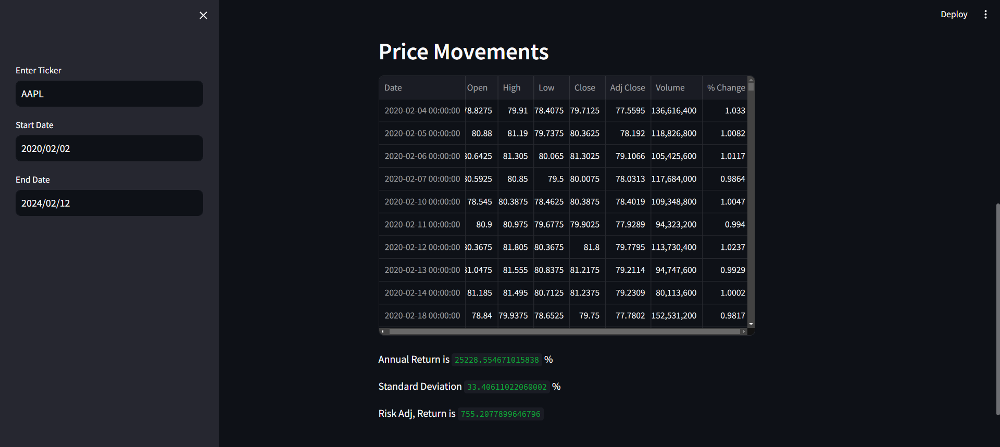 Deploy
Enter Ticker
AAPL
Start Date
2020/02/02
End Date
2024/02/12
Price Movements
Date Open High Low Close Adj Close Volume % Change
2020-02-04 00:00:00 78.8275 79.91 78.4075 79.7125 77.5595 136,616,400 1.033
2020-02-05 00:00:00 80.88 81.19 79.7375 80.3625 78.192 118,826,800 1.0082
2020-02-06 00:00:00 80.6425 81.305 80.065 81.3025 79.1066 105,425,600 1.0117
2020-02-07 00:00:00 80.5925 80.85 79.5 80.0075 78.0313 117,684,000 0.9864
2020-02-10 00:00:00 78.545 80.3875 78.4625 80.3875 78.4019 109,348,800 1.0047
2020-02-11 00:00:00 80.9 80.975 79.6775 79.9025 77.9289 94,323,200 0.994
2020-02-12 00:00:00 80.3675 81.805 80.3675 81.8 79.7795 113,730,400 1.0237
2020-02-13 00:00:00 81.0475 81.555 80.8375 81.2175 79.2114 94,747,600 0.9929
2020-02-14 00:00:00 81.185 81.495 80.7125 81.2375 79.2309 80,113,600 1.0002
2020-02-18 00:00:00 78.84 79.9375 78.6525 79.75 77.7802 152,531,200 0.9817
Annual Return is 25228.554671015838 %
Standard Deviation 33.40611022060002 %
Risk Adj, Return is 755.2077899646796